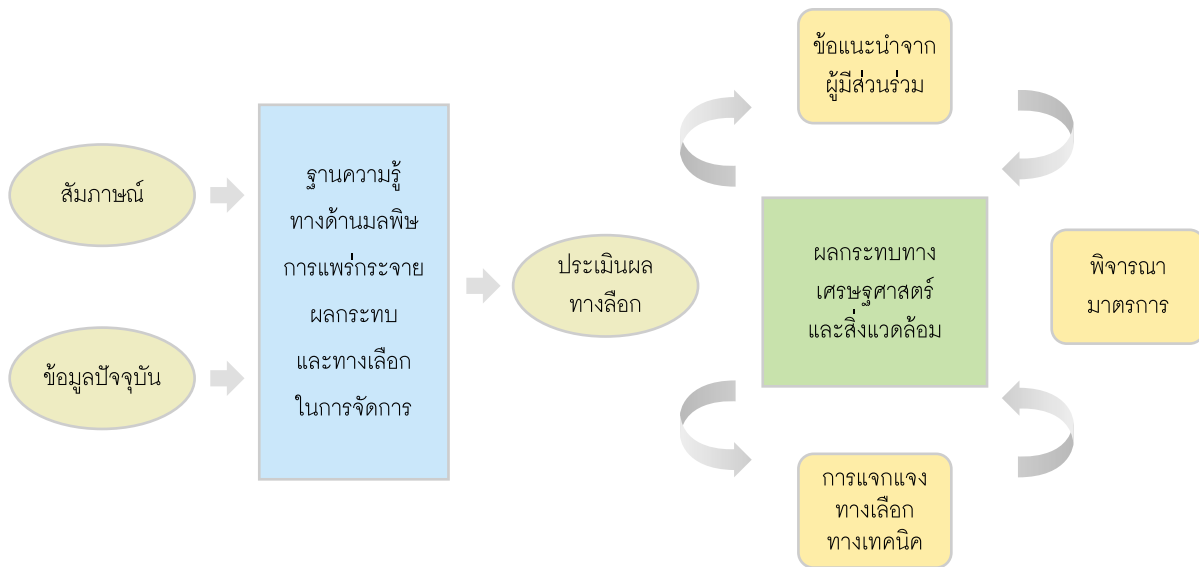 สัมภาษณ์
ข้อมูลปัจจุบัน
ฐานความรู้
ทางด้านมลพิษ
การแพร่กระจาย
ผลกระทบ
และทางเลือก
ในการจัดการ
ประเมินผล
ทางลือก
ข้อแนะนำจาก
ผู้มีส่วนร่วม
ผลกระทบทาง
เศรษฐศาสตร์
และสิ่งแวดล้อม
การแจกแจง
ทางเลือก
ทางเทคนิค
พิจารณา
มาตรการ